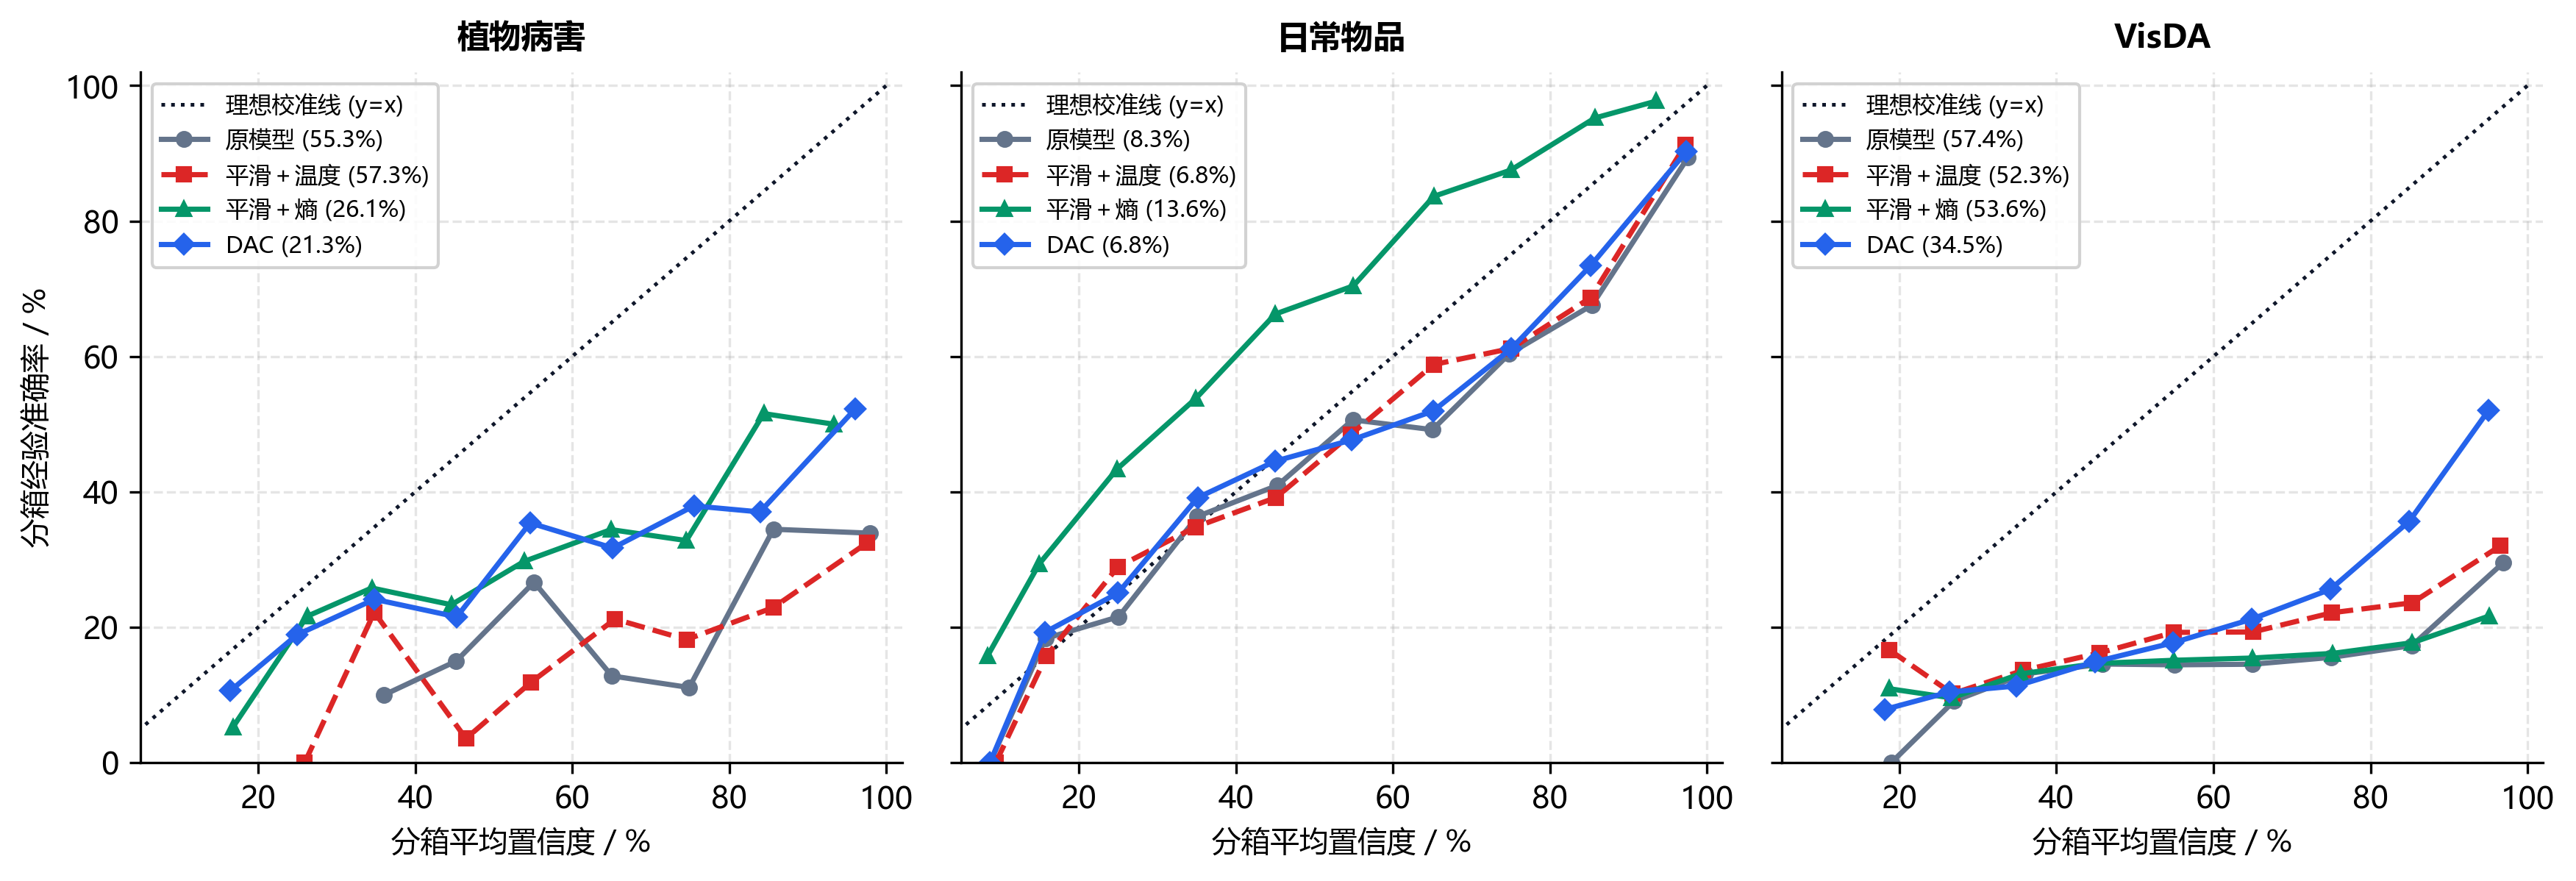 植物病害
日常物品
VisDA
分箱经验准确率 / %
100
80
60
40
20
0
理想校准线 (y=x)
原模型 (55.3%)
平滑＋温度 (57.3%)
平滑＋熵 (26.1%)
DAC (21.3%)
20
40
60
80
100
分箱平均置信度 / %
理想校准线 (y=x)
原模型 (8.3%)
平滑＋温度 (6.8%)
平滑＋熵 (13.6%)
DAC (6.8%)
20
40
60
80
100
分箱平均置信度 / %
理想校准线 (y=x)
原模型 (57.4%)
平滑＋温度 (52.3%)
平滑＋熵 (53.6%)
DAC (34.5%)
20
40
60
80
100
分箱平均置信度 / %